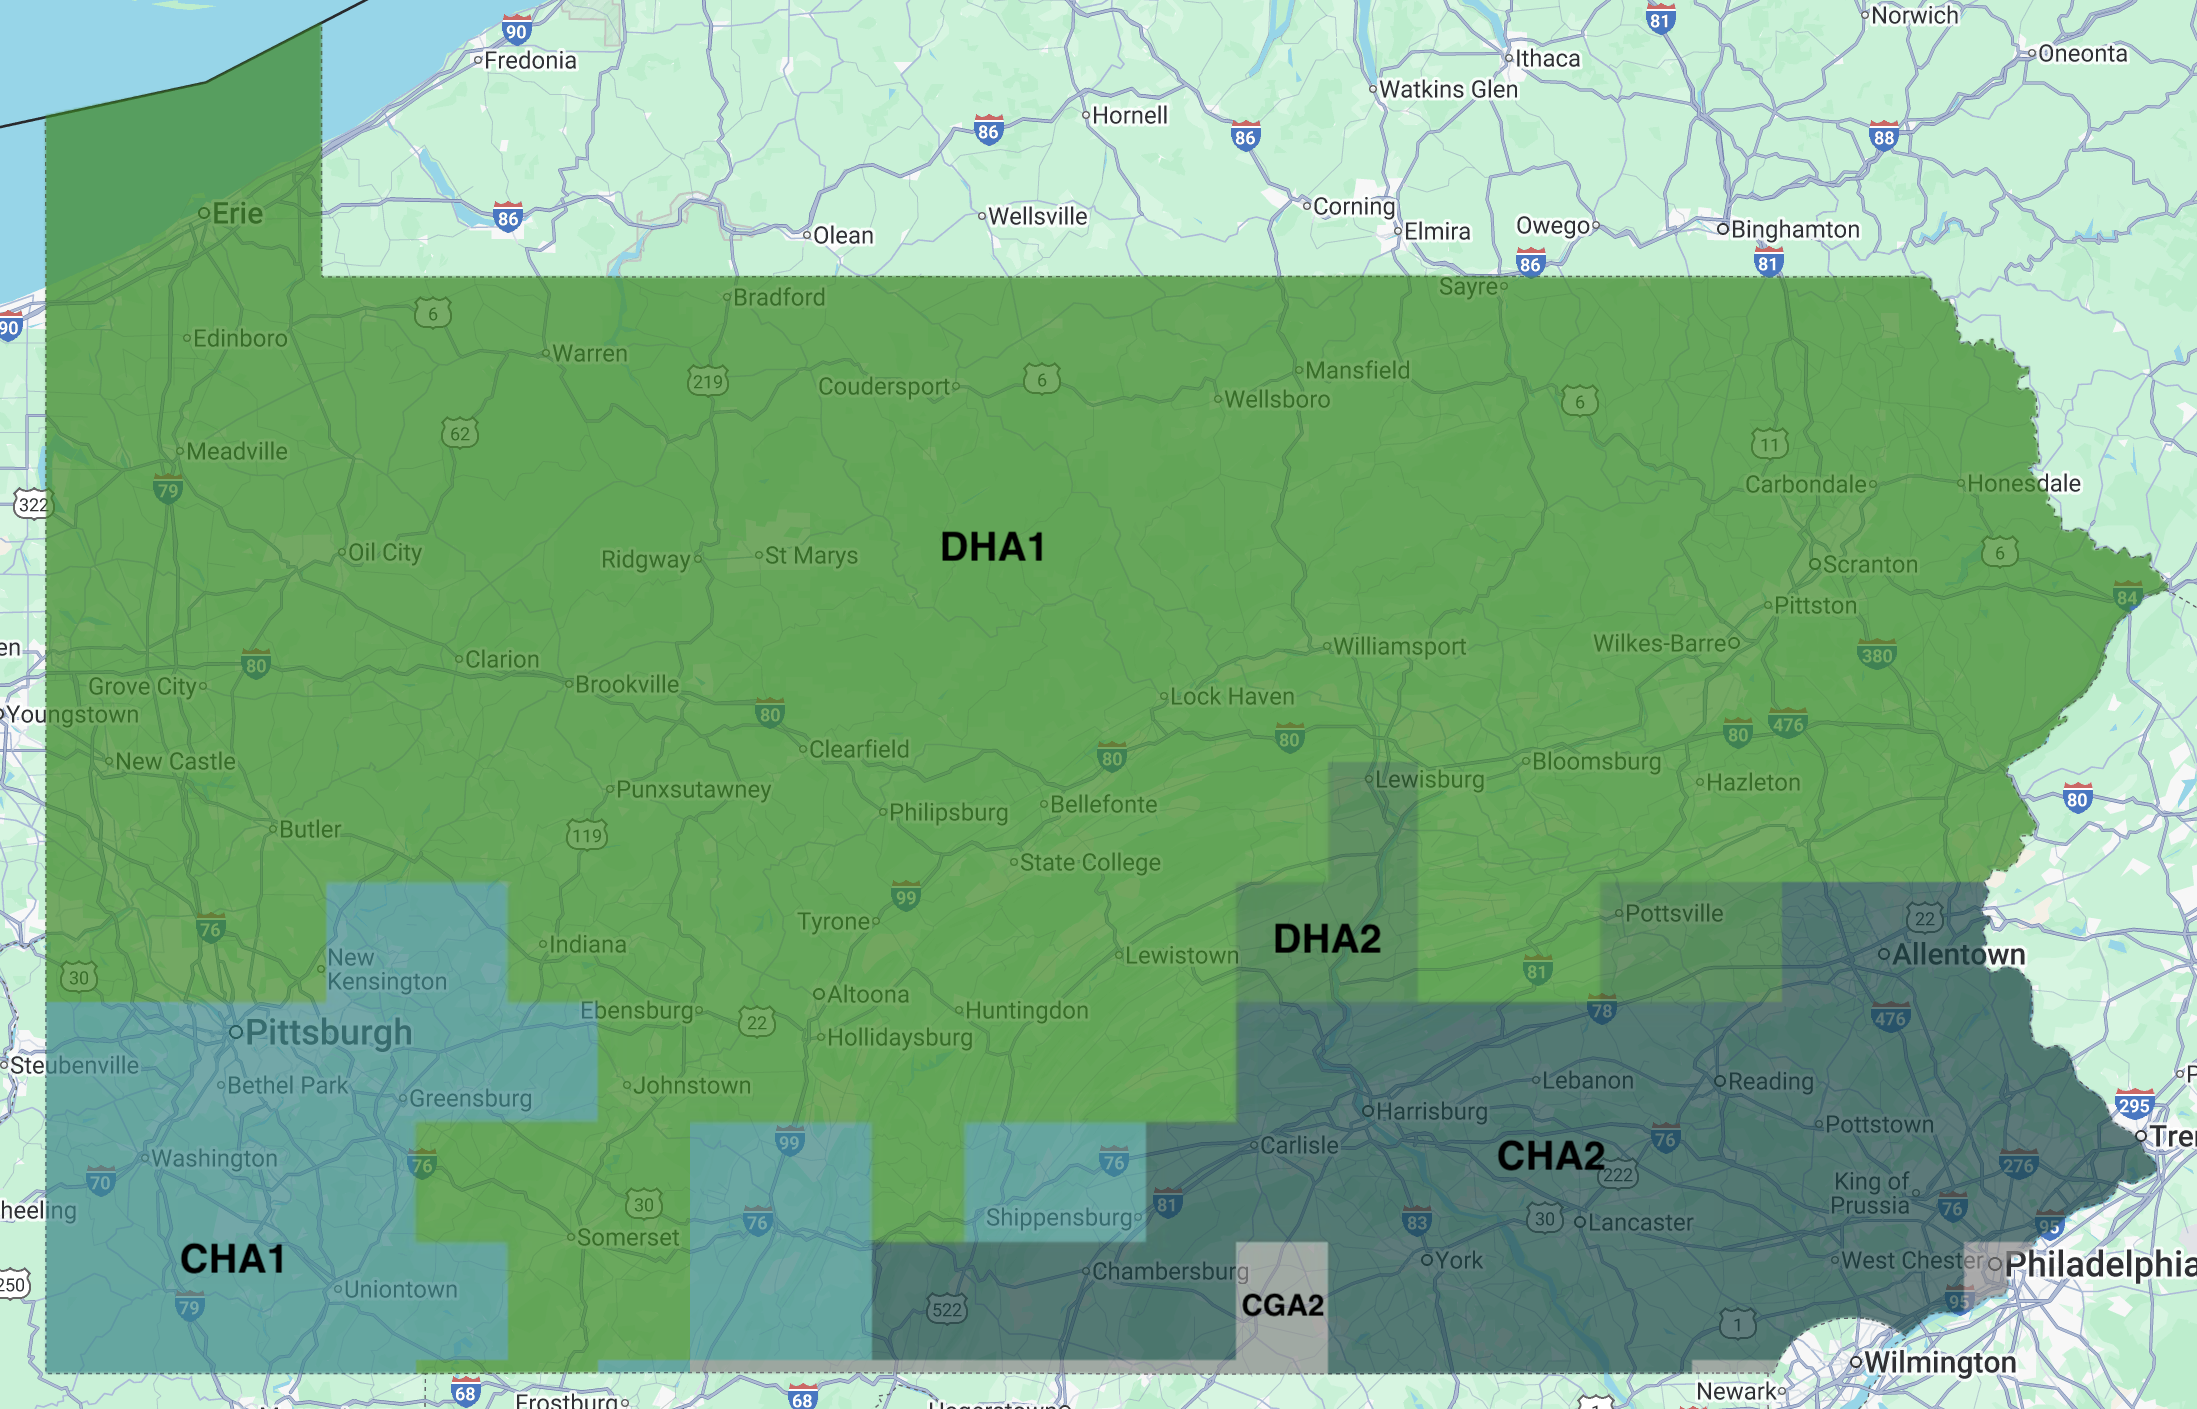 Norwich
81
90
Fredonia
Ithaca
Oneonta
Watkins Glen
Hornell
86
86
88
Erie
86
Wellsville
Olean
Corning
Elmira
Owego
Binghamton
86
81
Sayre
Bradford
6
90
Edinboro
Warren
219
Coudersport
6
Mansfield
Wellsboro
6
62
11
Meadville
79
322
Carbondale
Honesdale
DHA1
Oil City
Ridgway
St Marys
6
Scranton
84
Pittston
en
80
Clarion
Williamsport
Wilkes-Barre
380
Grove City
Brookville
Lock Haven
Youngstown
80
80
80
476
New Castle
Clearfield
80
Bloomsburg
Lewisburg
Hazleton
80
Punxsutawney
Philipsburg
Bellefonte
Butler
119
State College
99
76
Tyrone
Pottsville
22
Indiana
DHA2
Allentown
New
Kensington
Lewistown
30
81
Altoona
Ebensburg
22
Huntingdon
78
476
Pittsburgh
Hollidaysburg
Steubenville
Bethel Park
Greensburg
Johnstown
Lebanon
Reading
295
Harrisburg
Pottstown
Tre
99
Carlisle
76
Washington
76
76
CHA2
222
276
70
King of
Prussia
76
heeling
30
76
Shippensburg
81
83
30
Lancaster
95
Somerset
CHA1
York
West Chester
Philadelphia
250
Uniontown
Chambersburg
79
522
CGA2
95
1
68
68
Wilmington
Newark
Frostburg
1